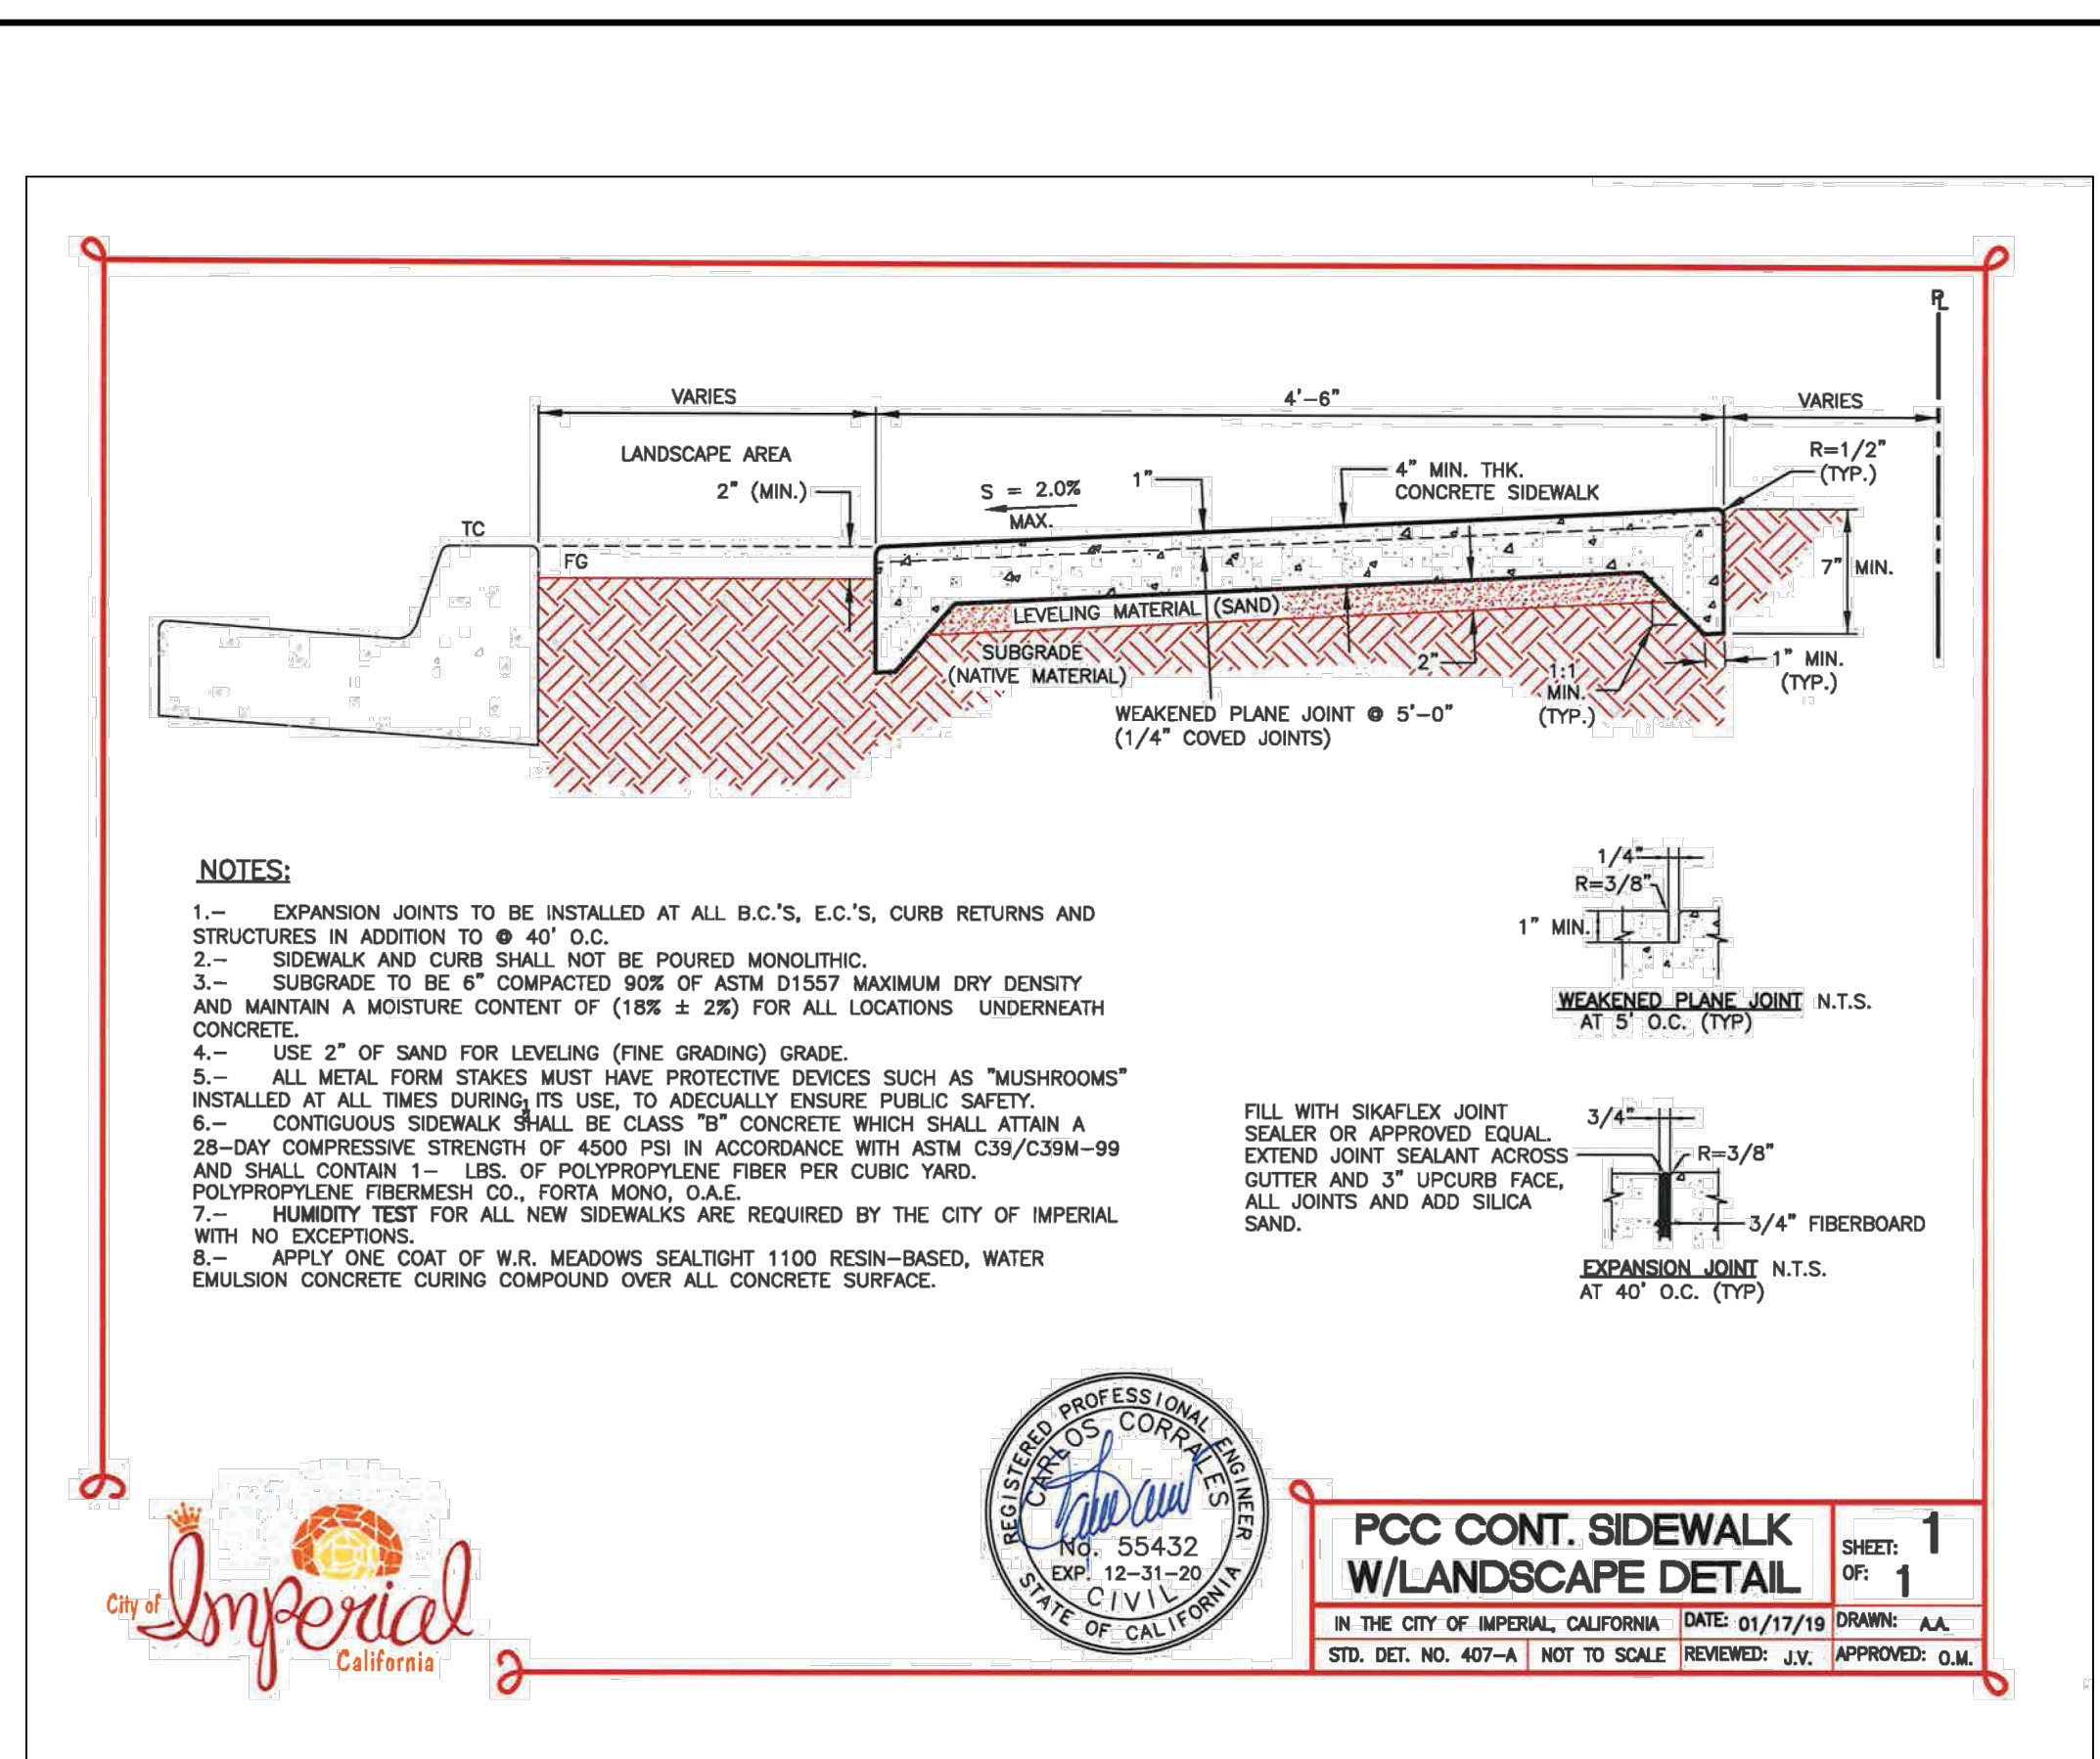 PL
VARIES
4'-6"
VARIES
LANDSCAPE AREA
R=1/2"
(TYP.)
2" (MIN.)
S = 2.0%
MAX.
1"
4" MIN. THK.
CONCRETE SIDEWALK
TC
FG
7" MIN.
LEVELING MATERIAL (SAND)
SUBGRADE
(NATIVE MATERIAL)
2"
1:1
MIN.
(TYP.)
1" MIN.
(TYP.)
WEAKENED PLANE JOINT @ 5'-0"
(1/4" COVED JOINTS)
NOTES:
1.- EXPANSION JOINTS TO BE INSTALLED AT ALL B.C.'S, E.C.'S, CURB RETURNS AND
STRUCTURES IN ADDITION TO @ 40' O.C.
2.- SIDEWALK AND CURB SHALL NOT BE POURED MONOLITHIC.
3.- SUBGRADE TO BE 6" COMPACTED 90% OF ASTM D1557 MAXIMUM DRY DENSITY
AND MAINTAIN A MOISTURE CONTENT OF (18% ± 2%) FOR ALL LOCATIONS UNDERNEATH
CONCRETE.
4.- USE 2" OF SAND FOR LEVELING (FINE GRADING) GRADE.
5.- ALL METAL FORM STAKES MUST HAVE PROTECTIVE DEVICES SUCH AS "MUSHROOMS"
INSTALLED AT ALL TIMES DURING ITS USE, TO ADECUALLY ENSURE PUBLIC SAFETY.
6.- CONTIGUOUS SIDEWALK SHALL BE CLASS "B" CONCRETE WHICH SHALL ATTAIN A
28-DAY COMPRESSIVE STRENGTH OF 4500 PSI IN ACCORDANCE WITH ASTM C39/C39M-99
AND SHALL CONTAIN 1- LBS. OF POLYPROPYLENE FIBER PER CUBIC YARD.
POLYPROPYLENE FIBERMESH CO., FORTA MONO, O.A.E.
7.- HUMIDITY TEST FOR ALL NEW SIDEWALKS ARE REQUIRED BY THE CITY OF IMPERIAL
WITH NO EXCEPTIONS.
8.- APPLY ONE COAT OF W.R. MEADOWS SEALTIGHT 1100 RESIN-BASED, WATER
EMULSION CONCRETE CURING COMPOUND OVER ALL CONCRETE SURFACE.
1/4"
R=3/8"
1" MIN.
WEAKENED PLANE JOINT N.T.S.
AT 5' O.C. (TYP)
FILL WITH SIKAFLEX JOINT
SEALER OR APPROVED EQUAL.
EXTEND JOINT SEALANT ACROSS
GUTTER AND 3" UPCURB FACE,
ALL JOINTS AND ADD SILICA
SAND.
3/4"
R=3/8"
3/4" FIBERBOARD
EXPANSION JOINT N.T.S.
AT 40' O.C. (TYP)
REGISTERED PROFESSIONAL ENGINEER
CARLOS CORRALES
No. 55432
EXP. 12-31-20
CIVIL
STATE OF CALIFORNIA
City of
Imperial
California
PCC CONT. SIDEWALK
W/LANDSCAPE DETAIL
SHEET: 1
OF: 1
IN THE CITY OF IMPERIAL, CALIFORNIA
DATE: 01/17/19
DRAWN: A.A.
STD. DET. NO. 407-A
NOT TO SCALE
REVIEWED: J.V.
APPROVED: O.M.